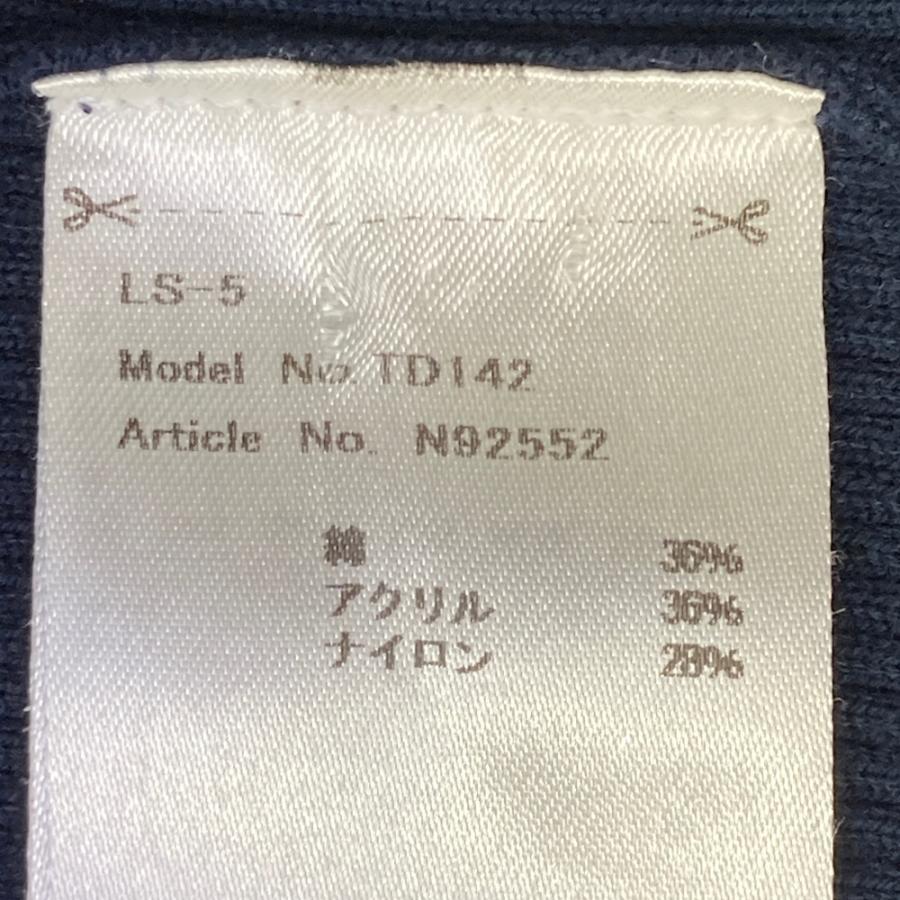 LS-5
Model No. TD142
Article No. N92552
綿 36%
アクリル 36%
ナイロン 28%